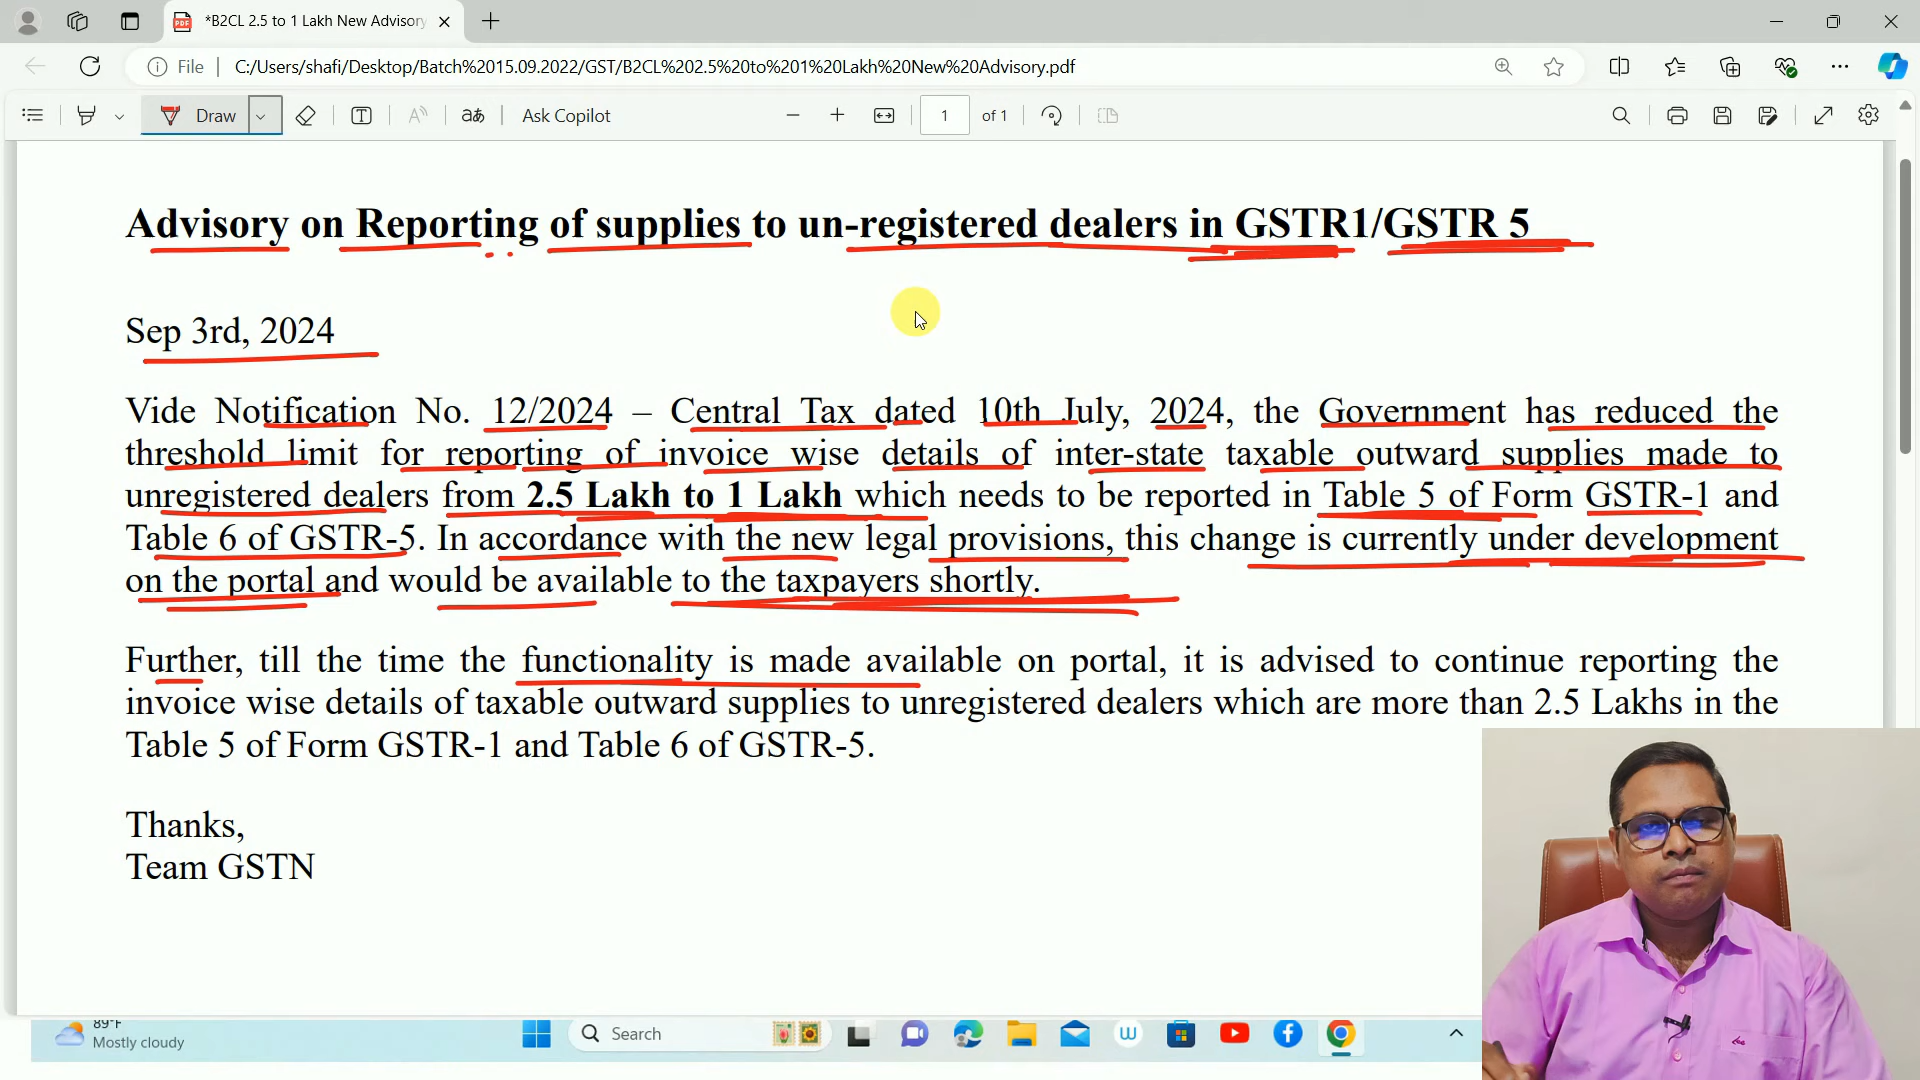 *B2CL 2.5 to 1 Lakh New Advisory
File
C:/Users/shafi/Desktop/Batch%2015.09.2022/GST/B2CL%202.5%20to%201%20Lakh%20New%20Advisory.pdf
Draw
Ask Copilot
1
of 1
Advisory on Reporting of supplies to un-registered dealers in GSTR1/GSTR 5
Sep 3rd, 2024
Vide Notification No. 12/2024 – Central Tax dated 10th July, 2024, the Government has reduced the
threshold limit for reporting of invoice wise details of inter-state taxable outward supplies made to
unregistered dealers from 2.5 Lakh to 1 Lakh which needs to be reported in Table 5 of Form GSTR-1 and
Table 6 of GSTR-5. In accordance with the new legal provisions, this change is currently under development
on the portal and would be available to the taxpayers shortly.
Further, till the time the functionality is made available on portal, it is advised to continue reporting the
invoice wise details of taxable outward supplies to unregistered dealers which are more than 2.5 Lakhs in the
Table 5 of Form GSTR-1 and Table 6 of GSTR-5.
Thanks,
Team GSTN
89°F
Mostly cloudy
Search